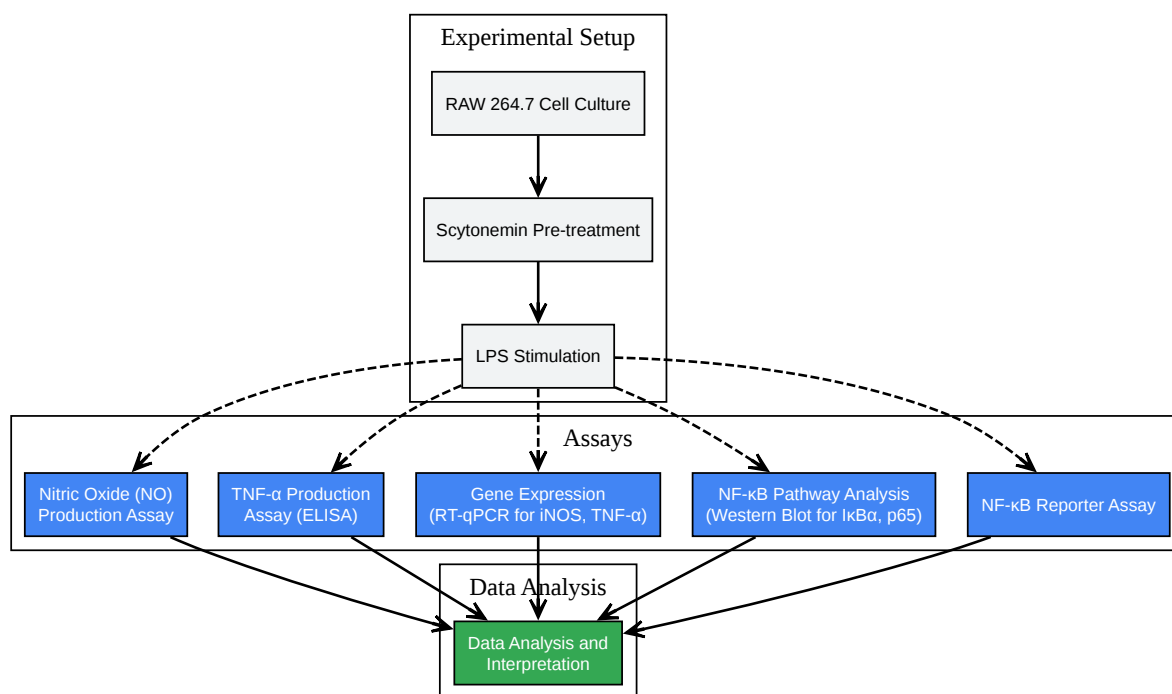 Experimental Setup
RAW 264.7 Cell Culture
Scytonemin Pre-treatment
LPS Stimulation
Assays
Nitric Oxide (NO)
Production Assay
TNF-α Production
Assay (ELISA)
Gene Expression
(RT-qPCR for iNOS, TNF-α)
NF-κB Pathway Analysis
(Western Blot for IκBα, p65)
NF-κB Reporter Assay
Data Analysis
Data Analysis and
Interpretation